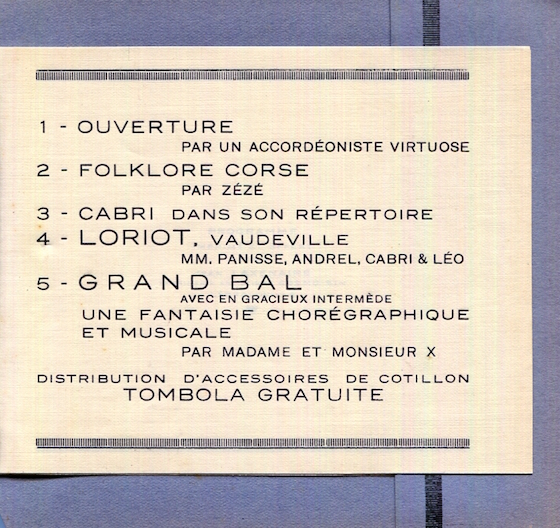 1 - OUVERTURE
PAR UN ACCORDÉONISTE VIRTUOSE
2 - FOLKLORE CORSE
PAR ZÉZÉ
3 - CABRI DANS SON RÉPERTOIRE
4 - LORIOT, VAUDEVILLE
MM. PANISSE, ANDREL, CABRI & LÉO
5 - GRAND BAL
AVEC EN GRACIEUX INTERMÈDE
UNE FANTAISIE CHORÉGRAPHIQUE
ET MUSICALE
PAR MADAME ET MONSIEUR X
DISTRIBUTION D'ACCESSOIRES DE COTILLON
TOMBOLA GRATUITE